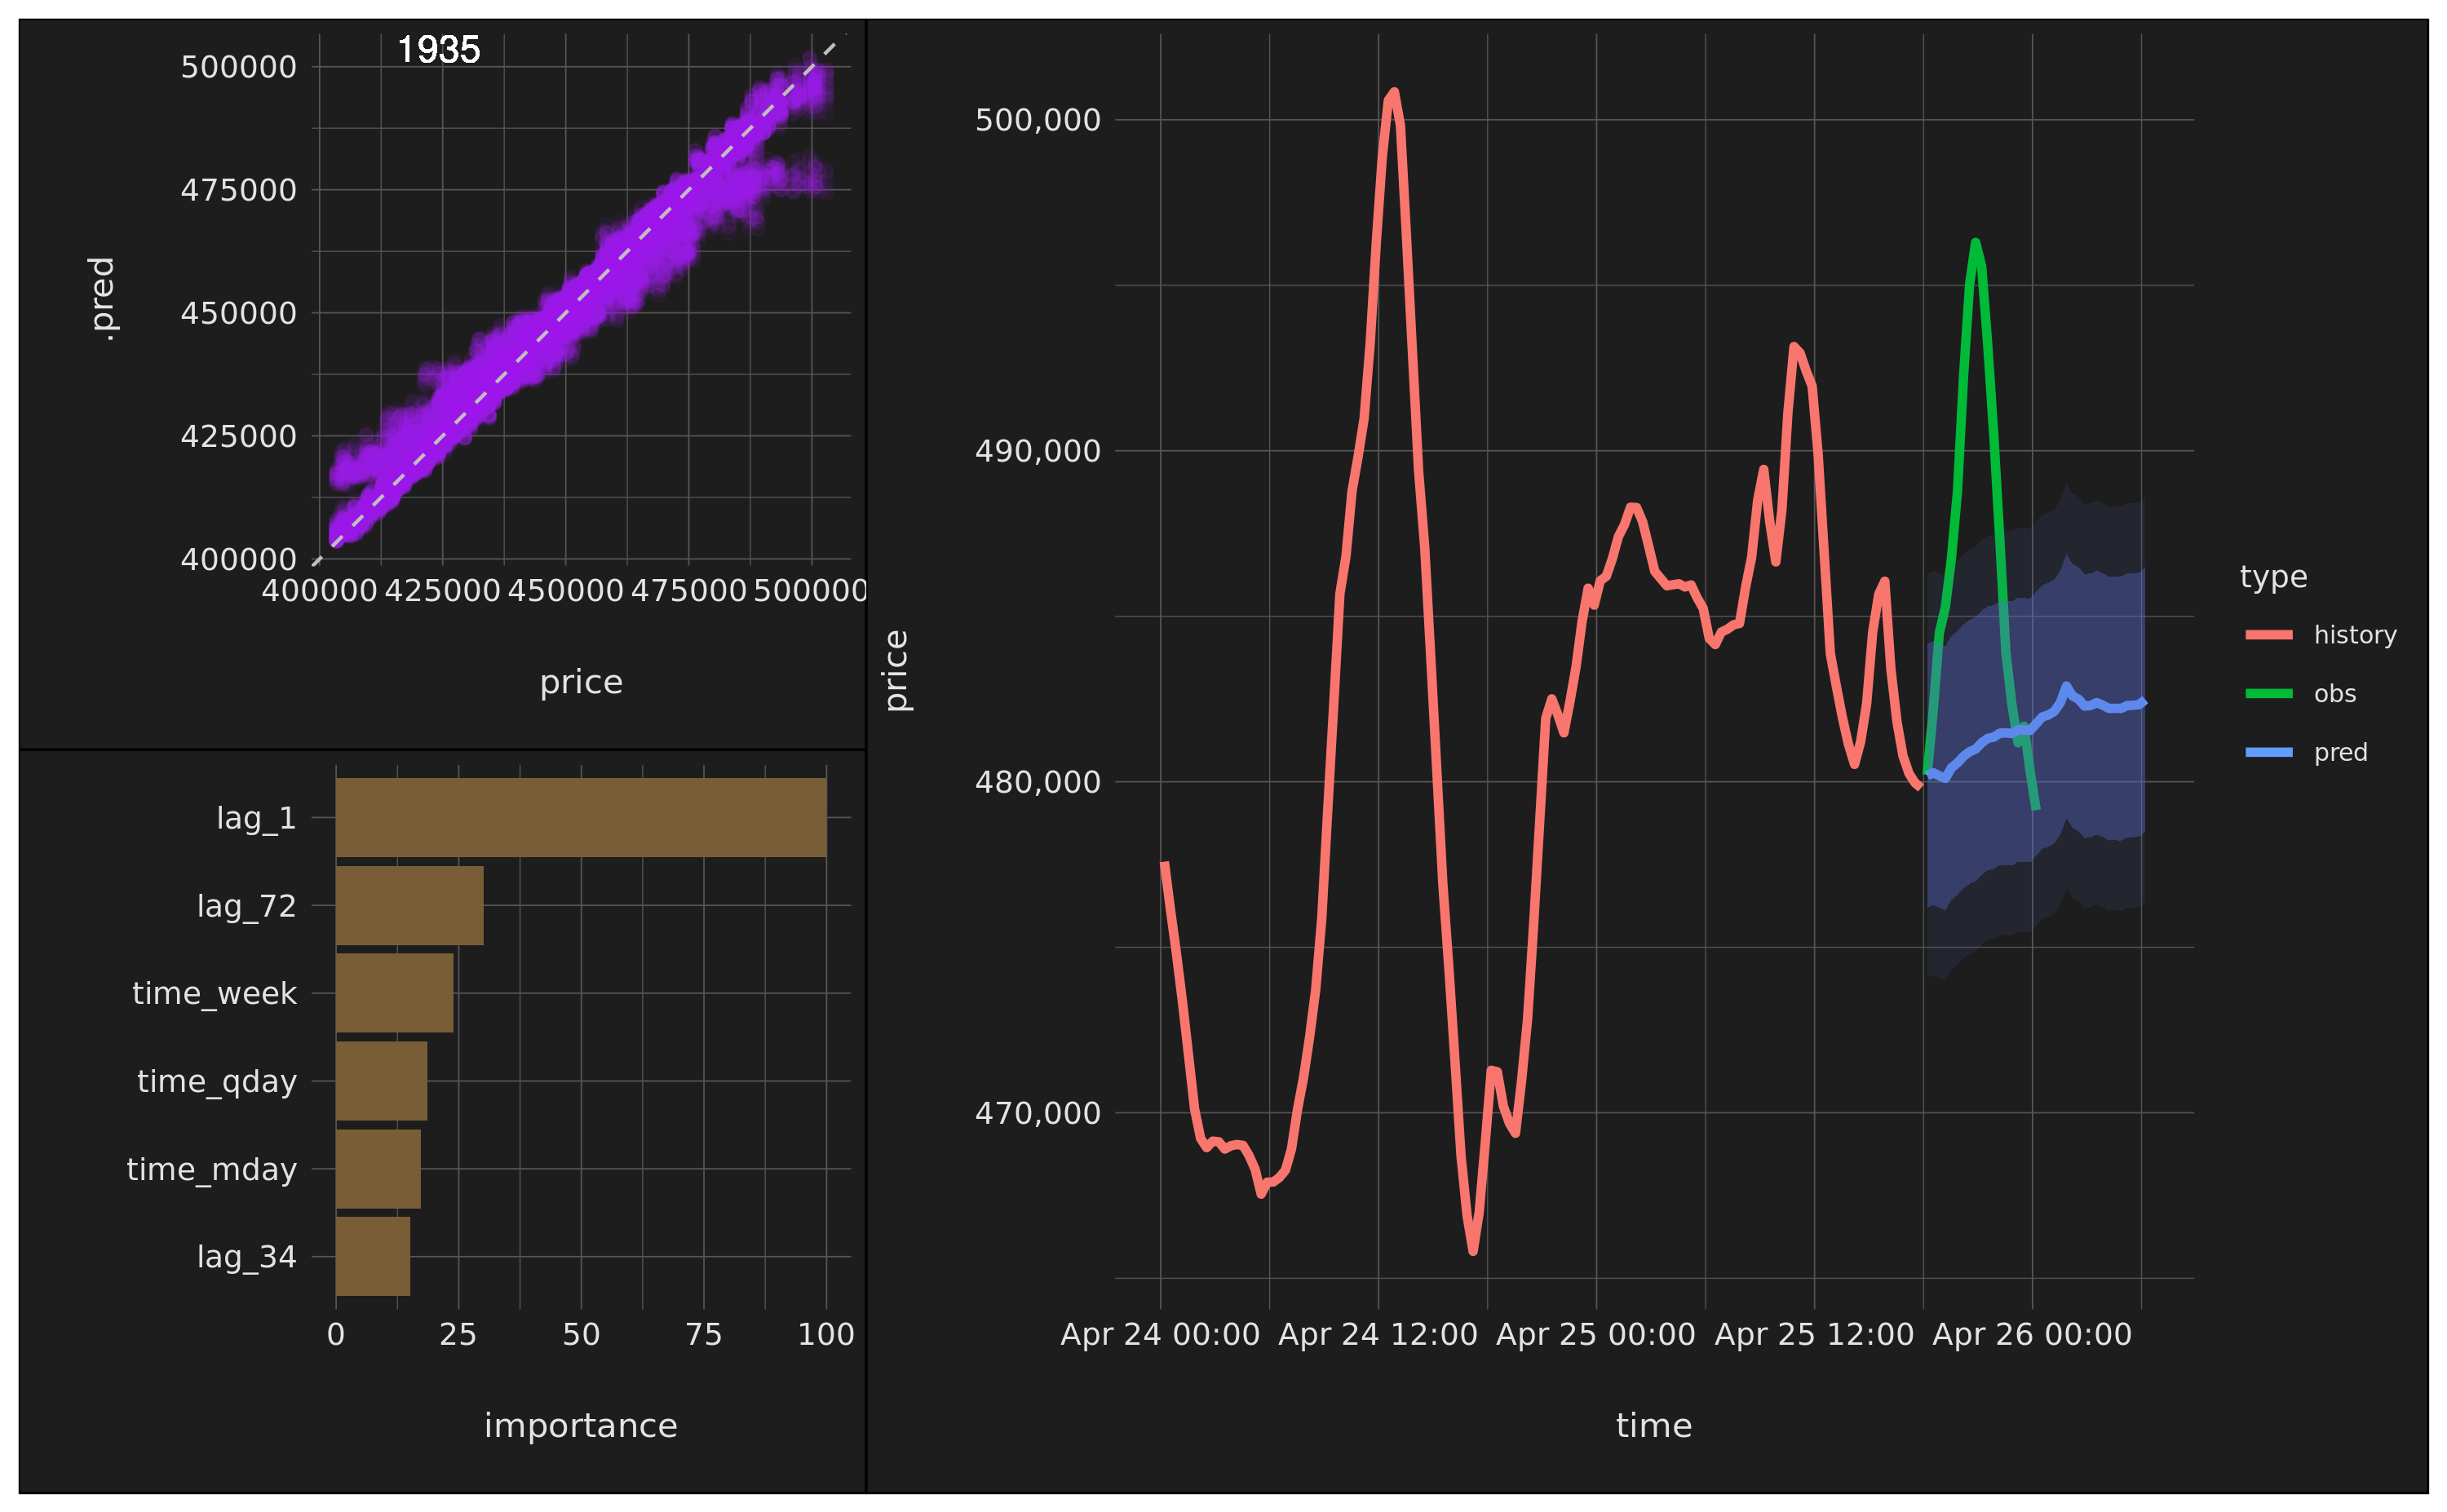 1935
500000
475000
450000
425000
400000
.pred
400000 425000 450000 475000 500000
price
lag_1
lag_72
time_week
time_qday
time_mday
lag_34
0 25 50 75 100
importance
500,000
490,000
480,000
470,000
price
Apr 24 00:00 Apr 24 12:00 Apr 25 00:00 Apr 25 12:00 Apr 26 00:00
time
type
history
obs
pred